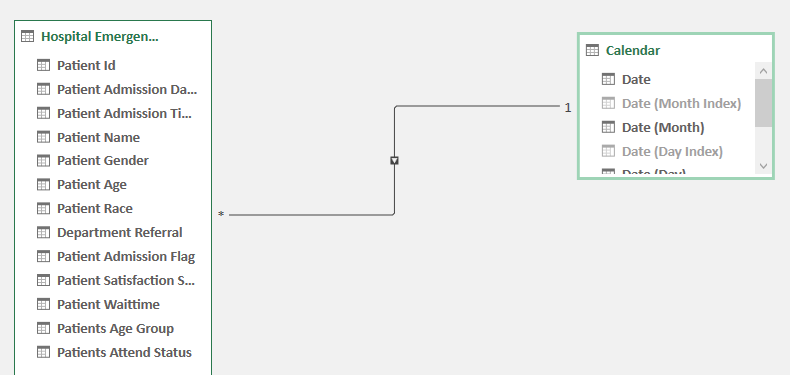 Hospital Emergen...
Patient Id
Patient Admission Da...
Patient Admission Ti...
Patient Name
Patient Gender
Patient Age
Patient Race
Department Referral
Patient Admission Flag
Patient Satisfaction S...
Patient Waittime
Patients Age Group
Patients Attend Status
*
1
Calendar
Date
Date (Month Index)
Date (Month)
Date (Day Index)
Date (Day)